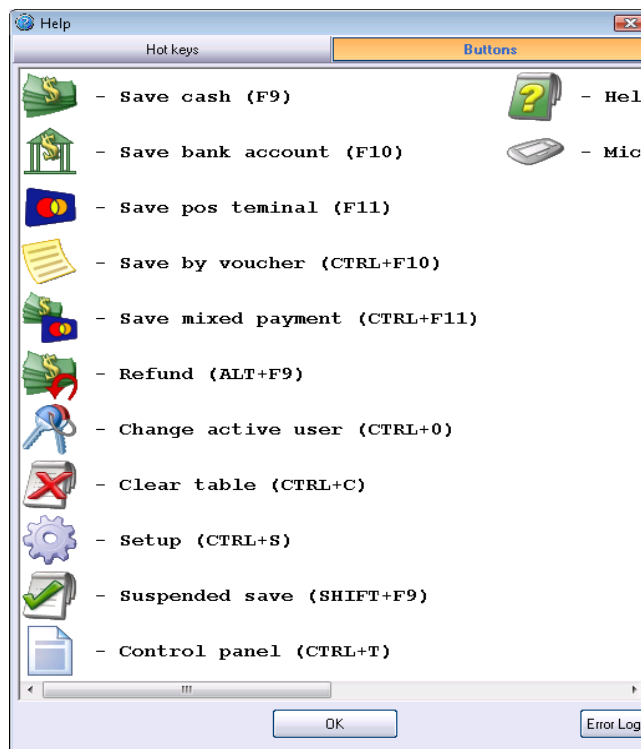 Help
Hot keys
Buttons
- Save cash (F9)
- Save bank account (F10)
- Save pos teminal (F11)
- Save by voucher (CTRL+F10)
- Save mixed payment (CTRL+F11)
- Refund (ALT+F9)
- Change active user (CTRL+0)
- Clear table (CTRL+C)
- Setup (CTRL+S)
- Suspended save (SHIFT+F9)
- Control panel (CTRL+T)
- Hel
- Mic
OK
Error Log